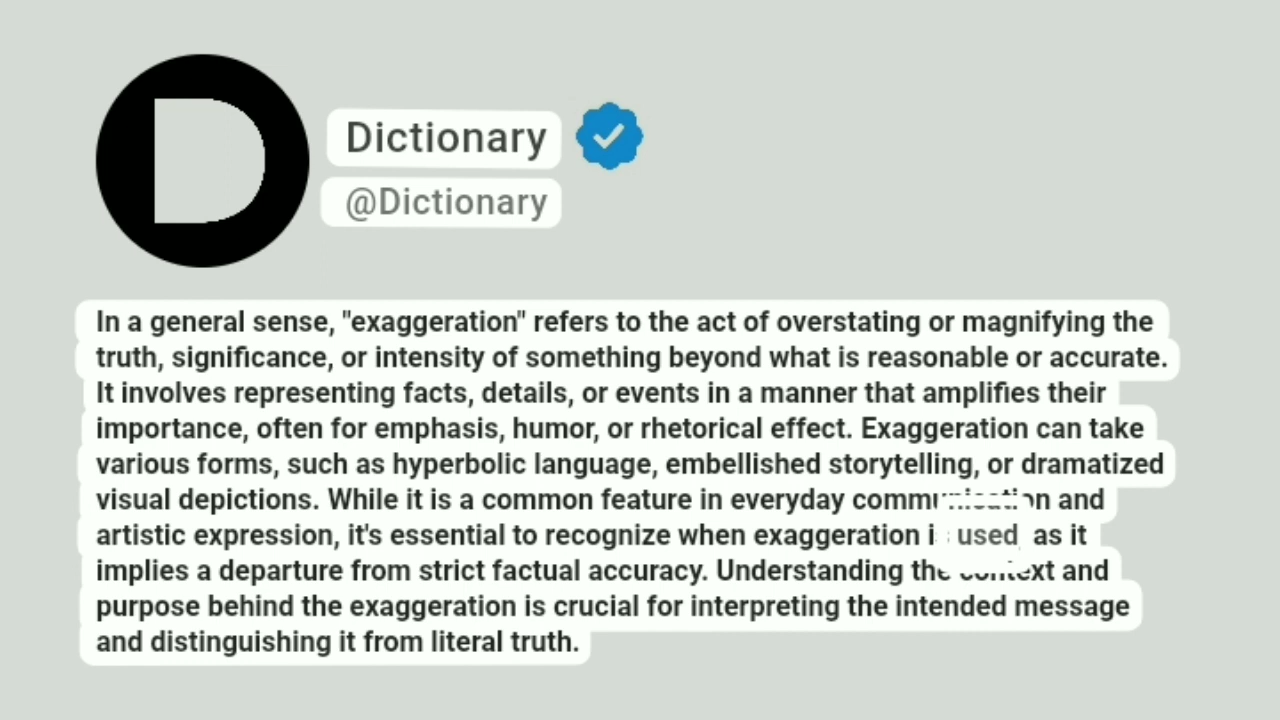 D
Dictionary
@Dictionary
In a general sense, "exaggeration" refers to the act of overstating or magnifying the
truth, significance, or intensity of something beyond what is reasonable or accurate.
It involves representing facts, details, or events in a manner that amplifies their
importance, often for emphasis, humor, or rhetorical effect. Exaggeration can take
various forms, such as hyperbolic language, embellished storytelling, or dramatized
visual depictions. While it is a common feature in everyday communication and
artistic expression, it's essential to recognize when exaggeration is used, as it
implies a departure from strict factual accuracy. Understanding the context and
purpose behind the exaggeration is crucial for interpreting the intended message
and distinguishing it from literal truth.